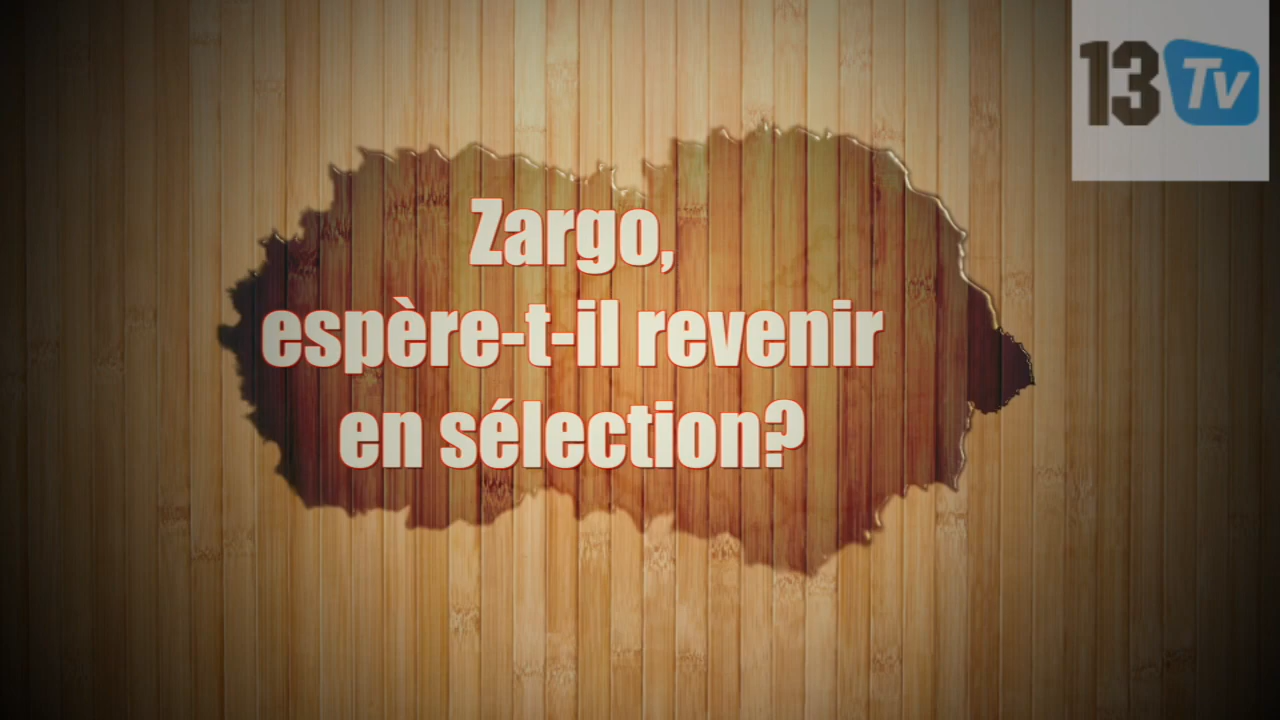 13 Tv
Zargo,
espère-t-il revenir
en sélection?